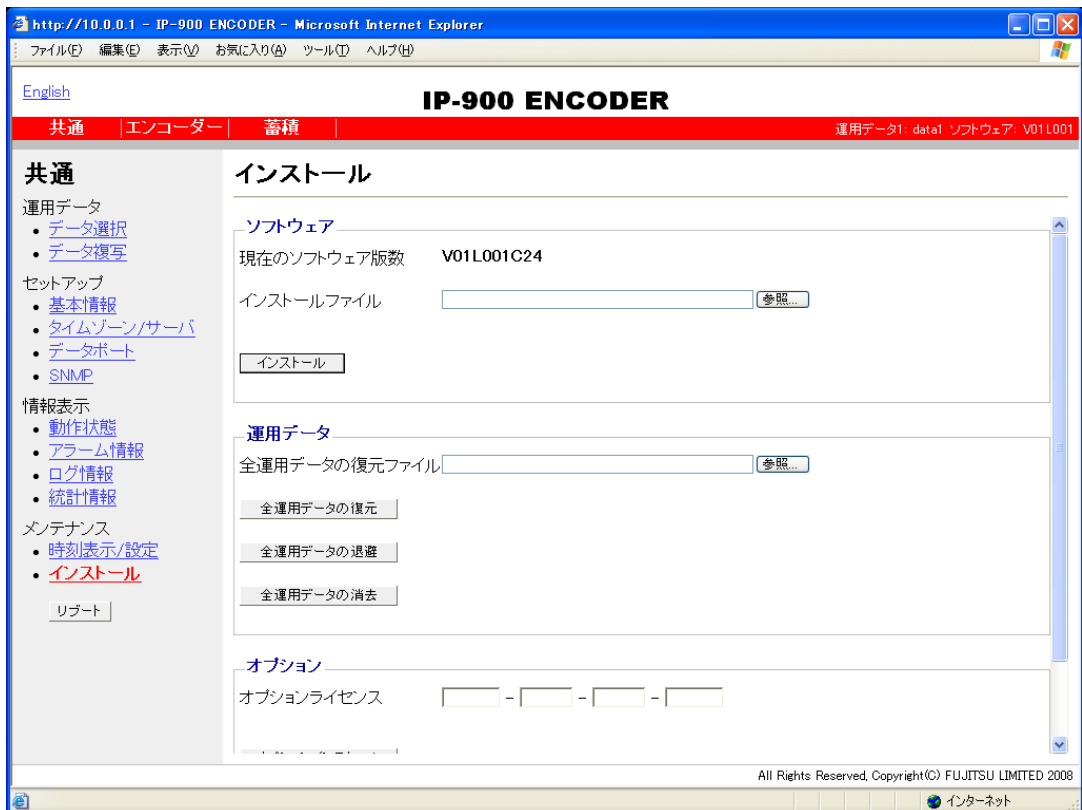 http://10.0.0.1 - IP-900 ENCODER - Microsoft Internet Explorer
ファイル(F) 編集(E) 表示(V) お気に入り(A) ツール(T) ヘルプ(H)
English
IP-900 ENCODER
共通 エンコーダー 蓄積
運用データ1: data1 ソフトウェア: V01L001
共通
運用データ
データ選択
データ複写
セットアップ
基本情報
タイムゾーン/サーバ
データポート
SNMP
情報表示
動作状態
アラーム情報
ログ情報
統計情報
メンテナンス
時刻表示/設定
インストール
リブート
インストール
ソフトウェア
現在のソフトウェア版数 V01L001C24
インストールファイル 参照...
インストール
運用データ
全運用データの復元ファイル 参照...
全運用データの復元
全運用データの退避
全運用データの消去
オプション
オプションライセンス - - -
All Rights Reserved, Copyright(C) FUJITSU LIMITED 2008
インターネット